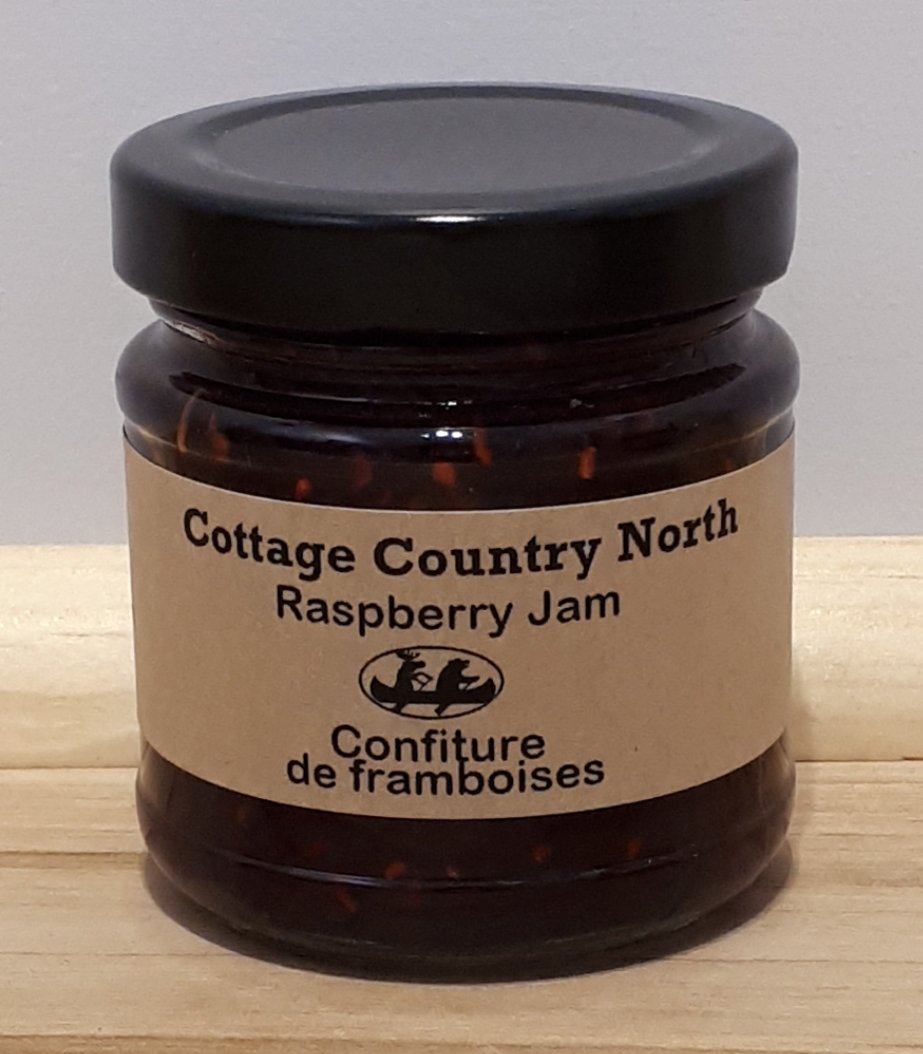 Cottage Country North
Raspberry Jam
Confiture
de framboises